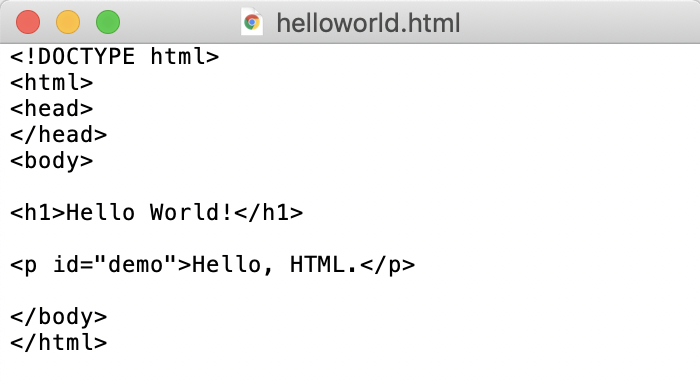 helloworld.html
<!DOCTYPE html>
<html>
<head>
</head>
<body>
<h1>Hello World!</h1>
<p id="demo">Hello, HTML.</p>
</body>
</html>